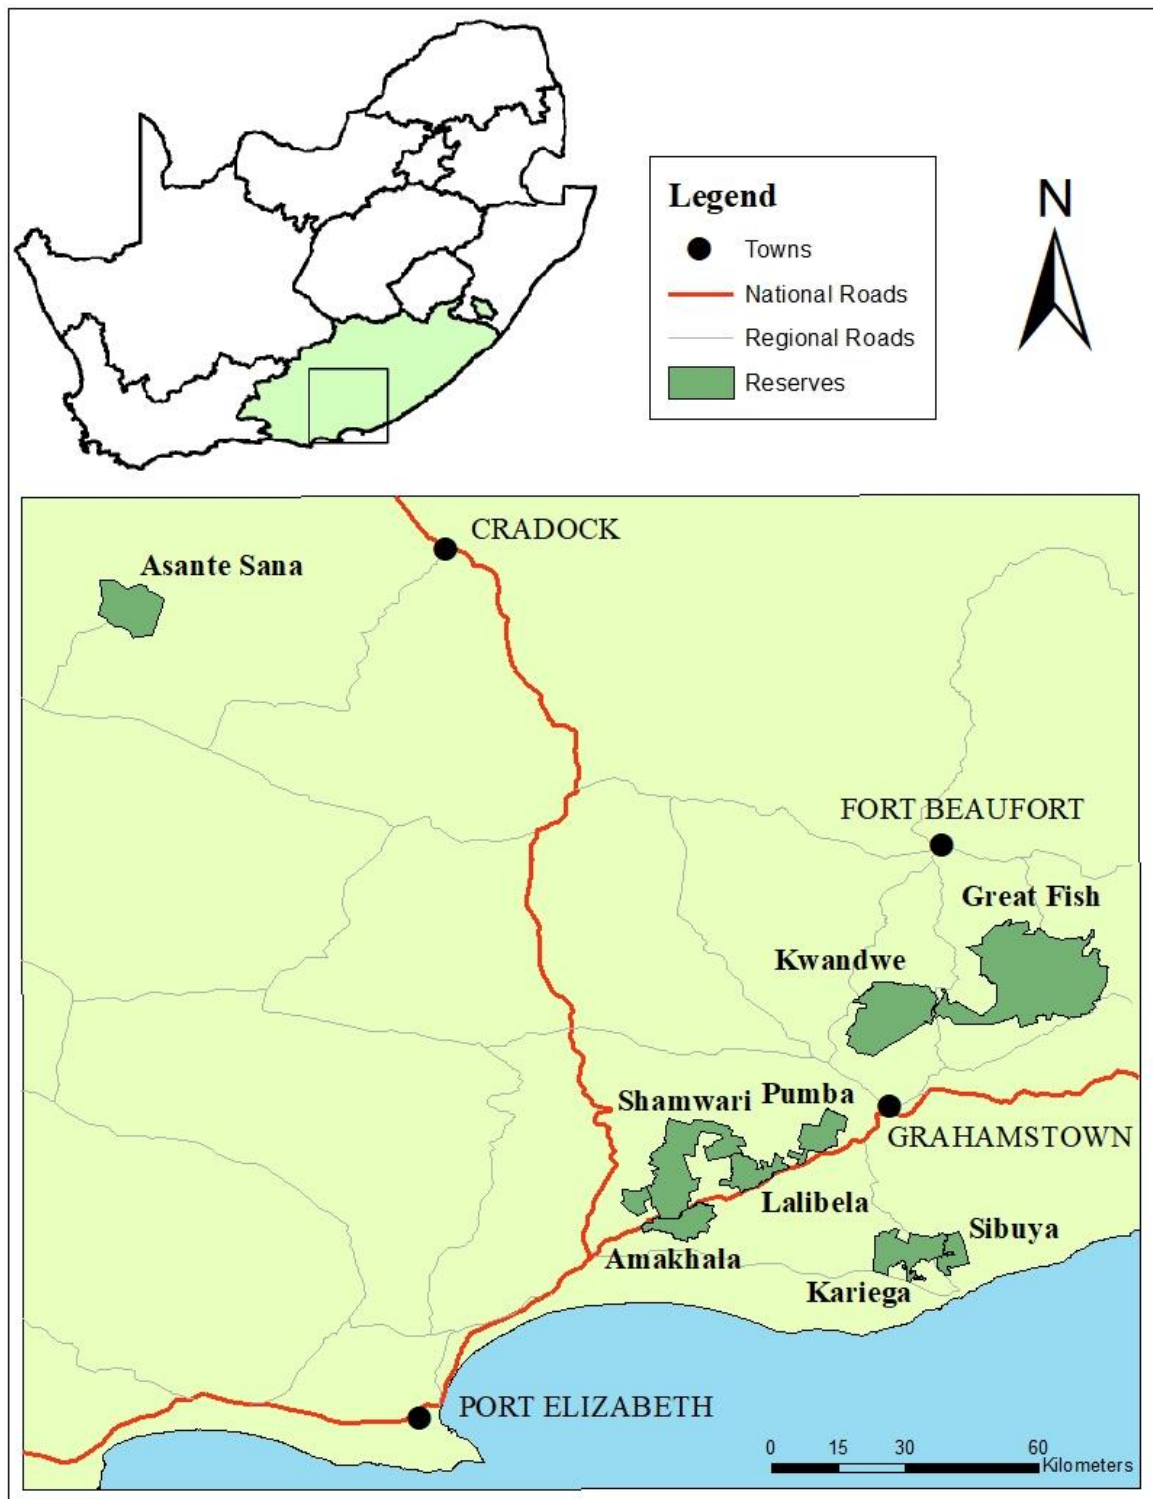 Legend
Towns
National Roads
Regional Roads
Reserves
N
CRADOCK
Asante Sana
FORT BEAUFORT
Great Fish
Kwandwe
Shamwari
Pumba
GRAHAMSTOWN
Lalibela
Sibuya
Amakhala
Kariega
PORT ELIZABETH
0 15 30 60
Kilometers